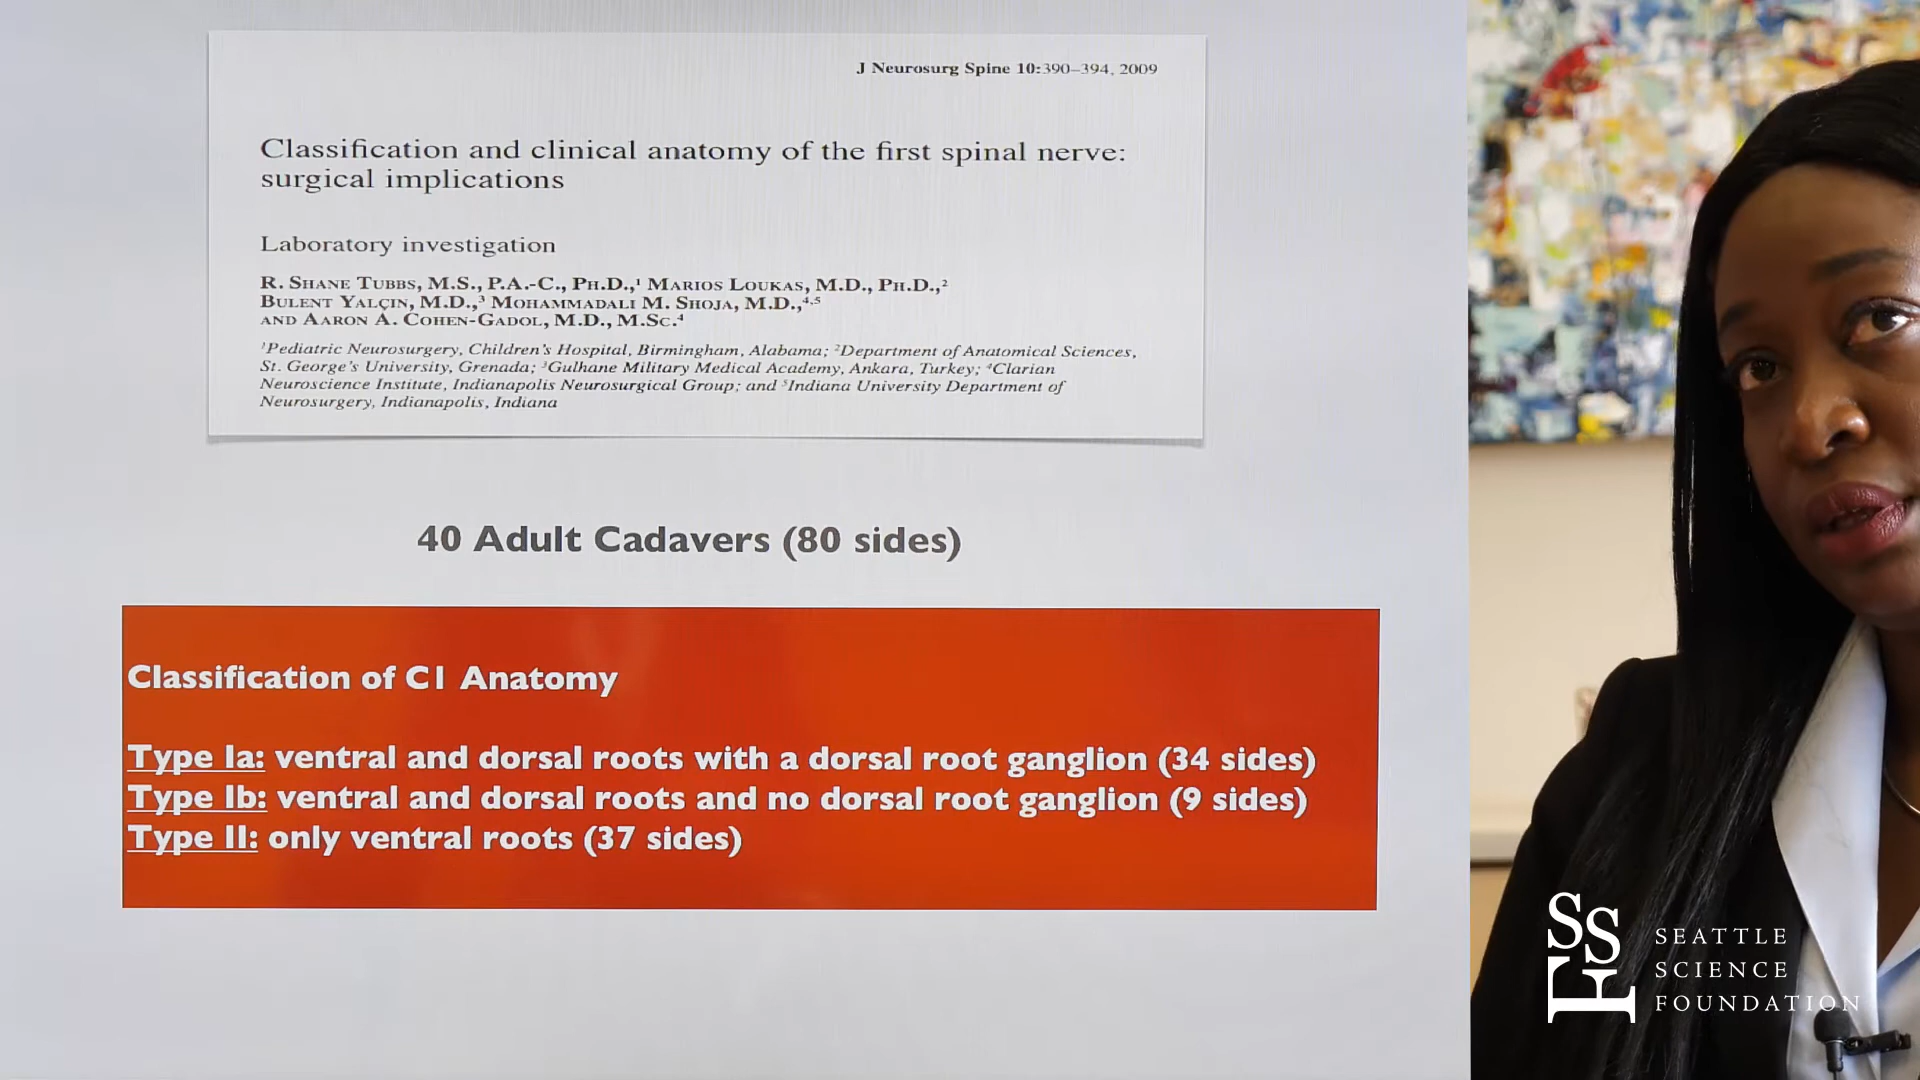 J Neurosurg Spine 10:390–394, 2009
Classification and clinical anatomy of the first spinal nerve:
surgical implications
Laboratory investigation
R. Shane Tubbs, M.S., P.A.-C., Ph.D.,¹ Marios Loukas, M.D., Ph.D.,²
Bulent Yalçın, M.D.,³ Mohammadali M. Shoja, M.D.,⁴,⁵
and Aaron A. Cohen-Gadol, M.D., M.Sc.⁴
¹Pediatric Neurosurgery, Children's Hospital, Birmingham, Alabama; ²Department of Anatomical Sciences,
St. George's University, Grenada; ³Gulhane Military Medical Academy, Ankara, Turkey; ⁴Clarian
Neuroscience Institute, Indianapolis Neurosurgical Group; and ⁵Indiana University Department of
Neurosurgery, Indianapolis, Indiana
40 Adult Cadavers (80 sides)
Classification of C1 Anatomy
Type Ia: ventral and dorsal roots with a dorsal root ganglion (34 sides)
Type Ib: ventral and dorsal roots and no dorsal root ganglion (9 sides)
Type II: only ventral roots (37 sides)
SSF
SEATTLE
SCIENCE
FOUNDATION